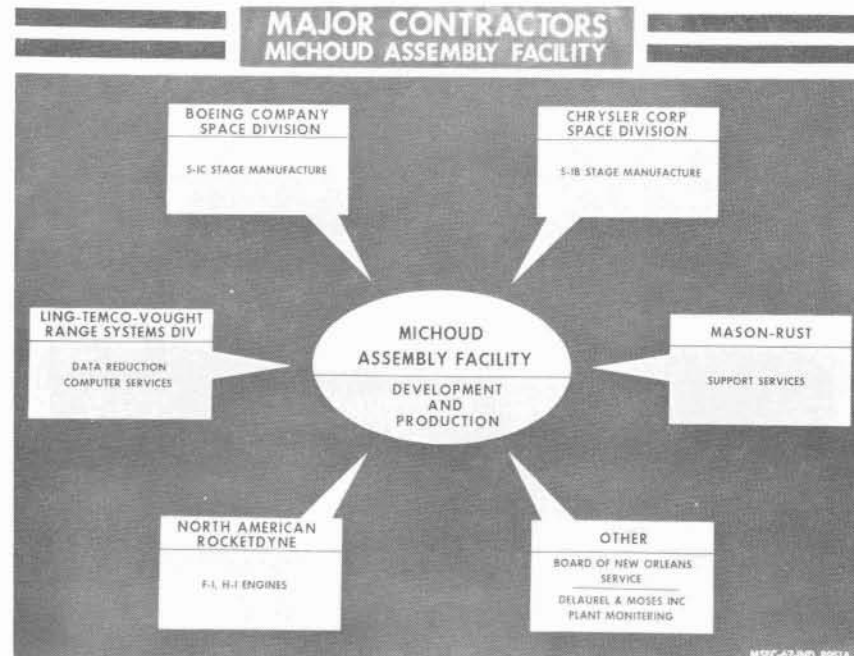 MAJOR CONTRACTORS
MICHOUD ASSEMBLY FACILITY
BOEING COMPANY
SPACE DIVISION
S-IC STAGE MANUFACTURE
CHRYSLER CORP
SPACE DIVISION
S-IB STAGE MANUFACTURE
LING-TEMCO-VOUGHT
RANGE SYSTEMS DIV
DATA REDUCTION
COMPUTER SERVICES
MICHOUD
ASSEMBLY FACILITY
DEVELOPMENT
AND
PRODUCTION
MASON-RUST
SUPPORT SERVICES
NORTH AMERICAN
ROCKETDYNE
F-I, H-I ENGINES
OTHER
BOARD OF NEW ORLEANS
SERVICE
DELAUREL & MOSES INC
PLANT MONITERING